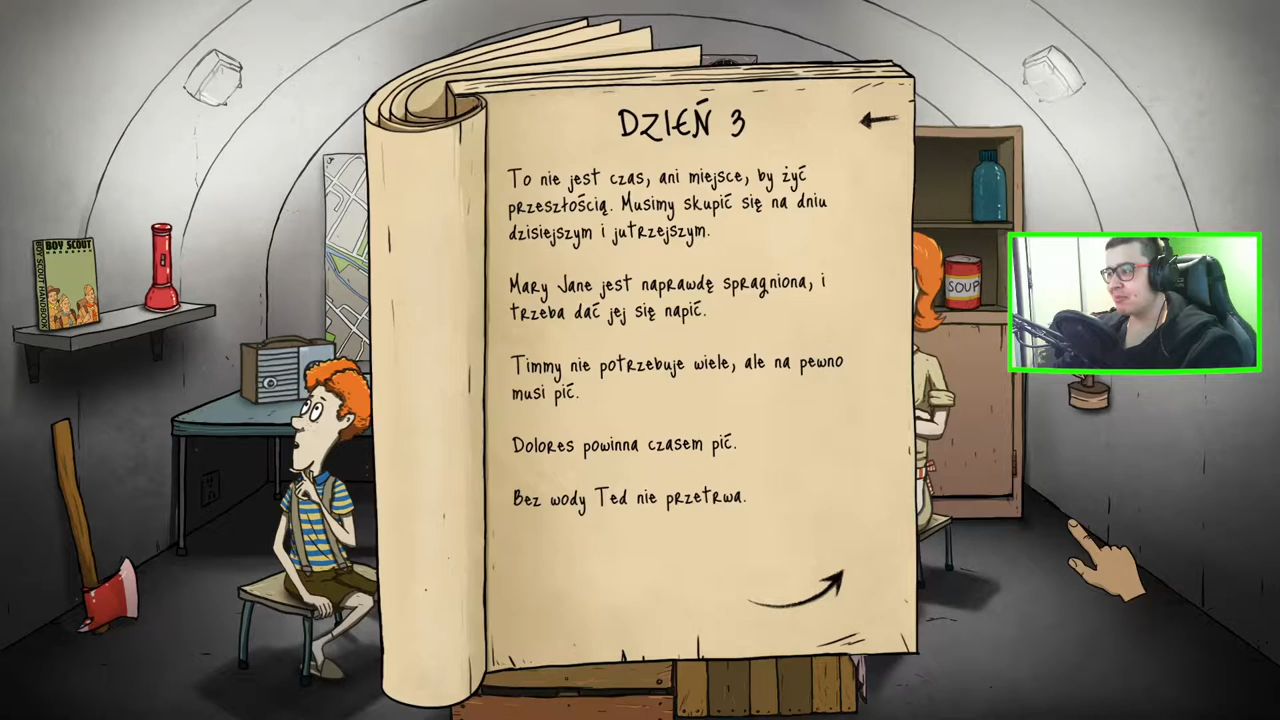 DZIEŃ 3
To nie jest czas, ani miejsce, by żyć
przeszłością. Musimy skupić się na dniu
dzisiejszym i jutrzejszym.
Mary Jane jest naprawdę spragniona, i
trzeba dać jej się napić.
Timmy nie potrzebuje wiele, ale na pewno
musi pić.
Dolores powinna czasem pić.
Bez wody Ted nie przetrwa.
BOY SCOUT
BOY SCOUT HANDBOOK
SOUP